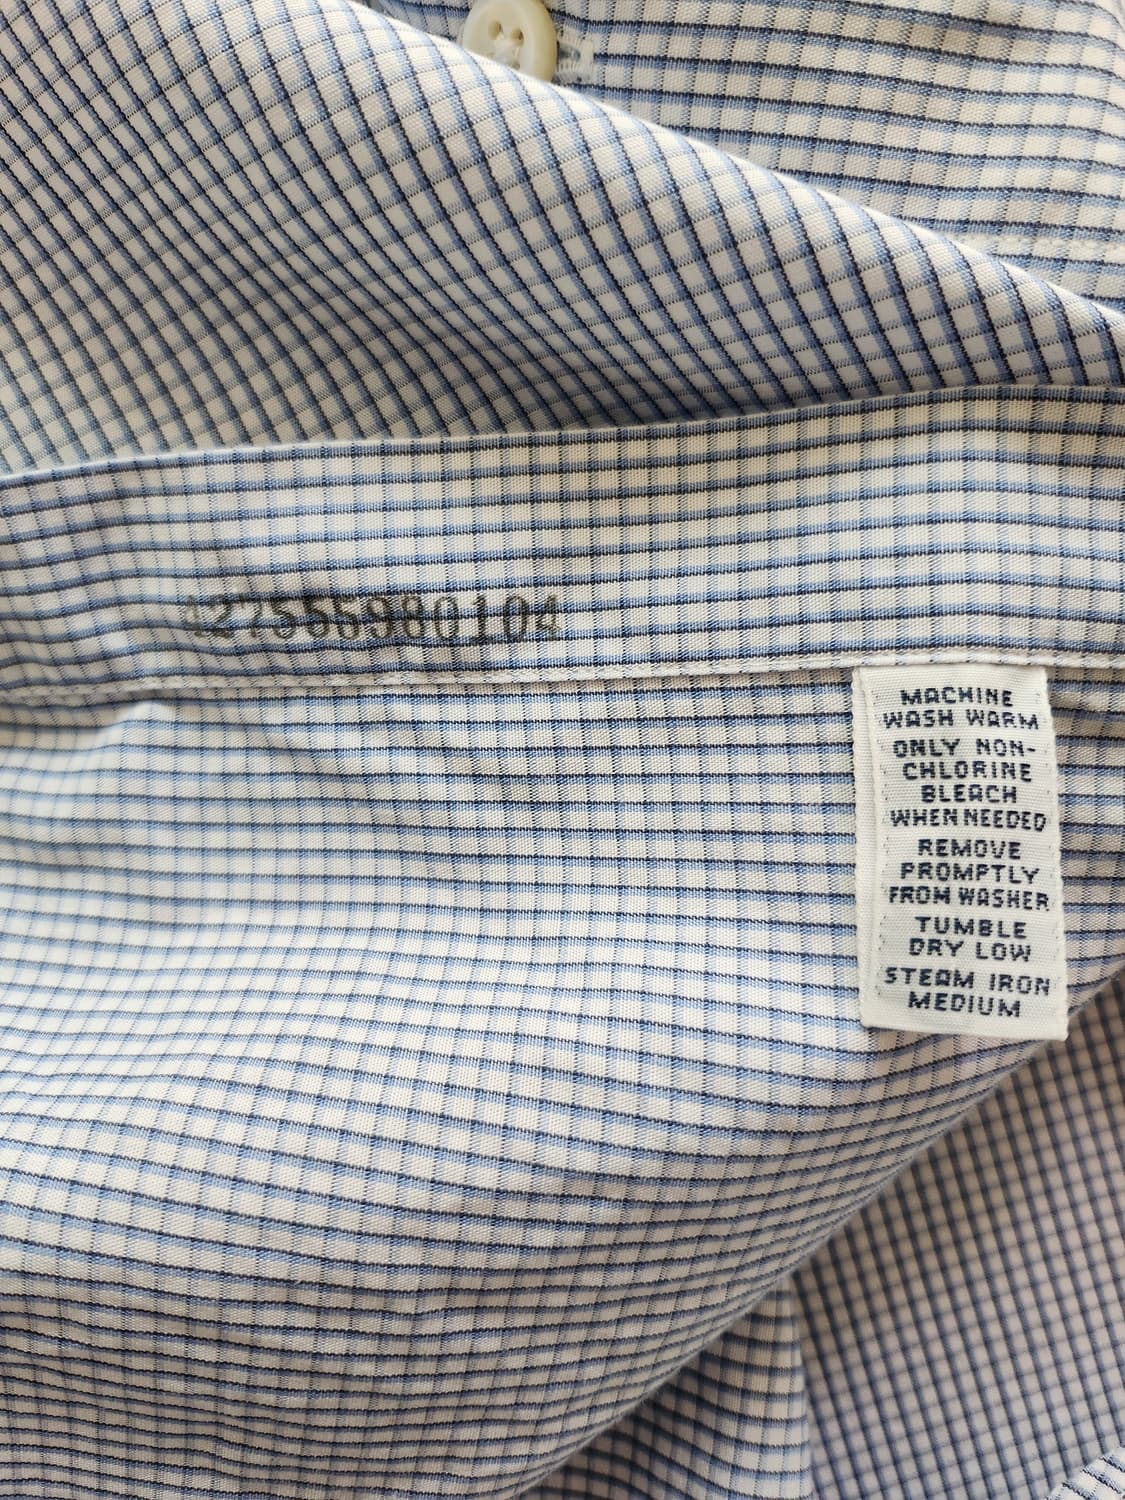 427555980104
MACHINE
WASH WARM
ONLY NON-
CHLORINE
BLEACH
WHEN NEEDED
REMOVE
PROMPTLY
FROM WASHER
TUMBLE
DRY LOW
STEAM IRON
MEDIUM